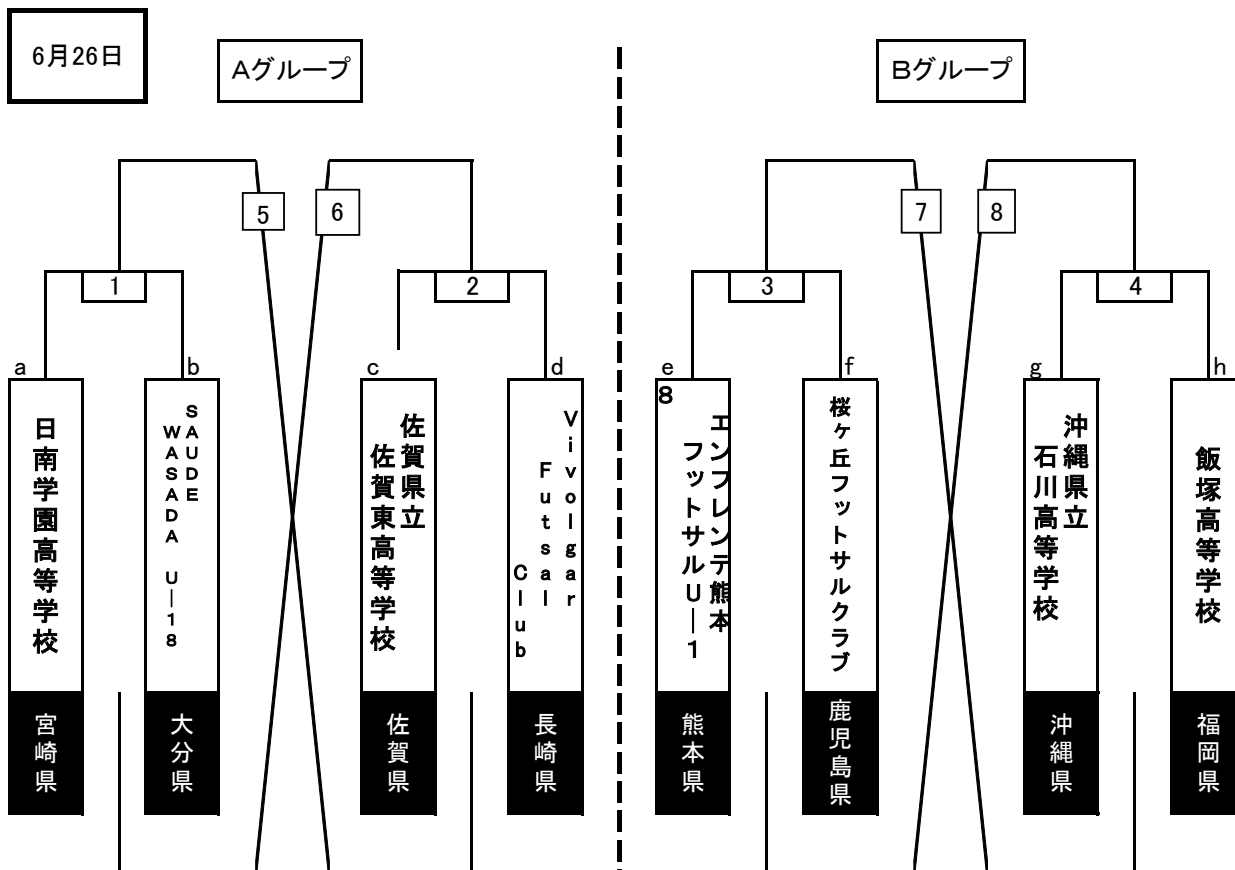 6月26日
Aグループ
Bグループ
5
6
7
8
1
2
3
4
a
b
c
d
e
f
g
h
日南学園高等学校
SAUDE
WASADA U―18
佐賀県立
佐賀東高等学校
Vivolgar
Futsal
Club
エンフレンテ熊本
フットサルU―1
8
桜ヶ丘フットサルクラブ
沖縄県立
石川高等学校
飯塚高等学校
宮崎県
大分県
佐賀県
長崎県
熊本県
鹿児島県
沖縄県
福岡県